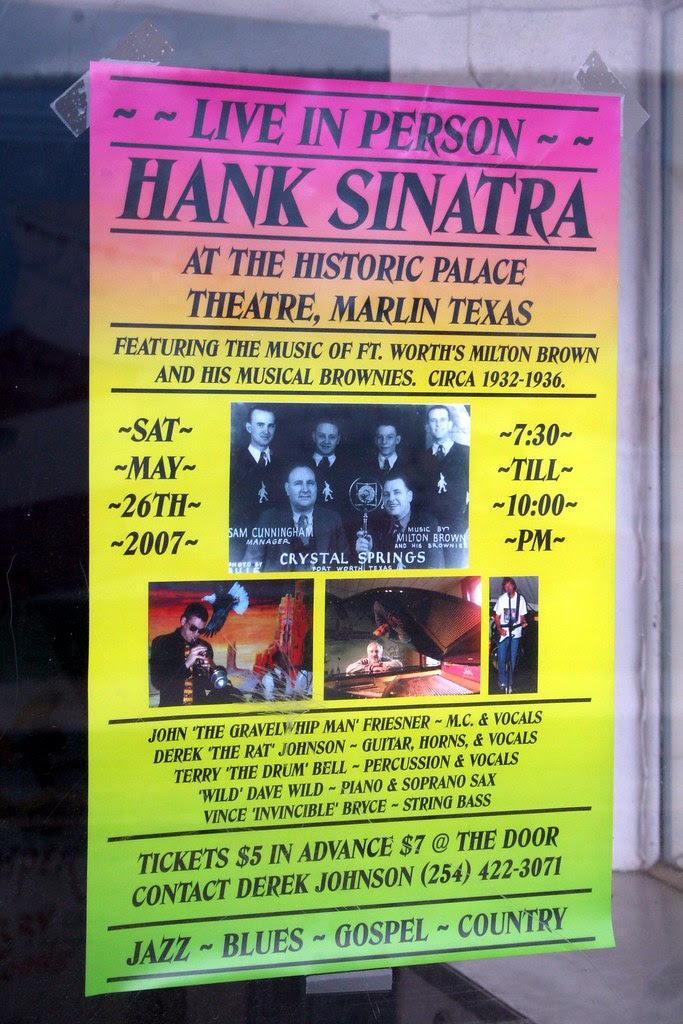 ~ ~ LIVE IN PERSON ~ ~
HANK SINATRA
AT THE HISTORIC PALACE
THEATRE, MARLIN TEXAS
FEATURING THE MUSIC OF FT. WORTH'S MILTON BROWN
AND HIS MUSICAL BROWNIES. CIRCA 1932-1936.
~SAT~
~MAY~
~26TH~
~2007~
SAM CUNNINGHAM
MANAGER
MUSIC BY
MILTON BROWN
AND HIS BROWNIES
CRYSTAL SPRINGS
FORT WORTH TEXAS
PHOTO BY
~7:30~
~TILL~
~10:00~
~PM~
JOHN 'THE GRAVELWHIP MAN' FRIESNER ~ M.C. & VOCALS
DEREK 'THE RAT' JOHNSON ~ GUITAR, HORNS, & VOCALS
TERRY 'THE DRUM' BELL ~ PERCUSSION & VOCALS
'WILD' DAVE WILD ~ PIANO & SOPRANO SAX
VINCE 'INVINCIBLE' BRYCE ~ STRING BASS
TICKETS $5 IN ADVANCE $7 @ THE DOOR
CONTACT DEREK JOHNSON (254) 422-3071
JAZZ ~ BLUES ~ GOSPEL ~ COUNTRY